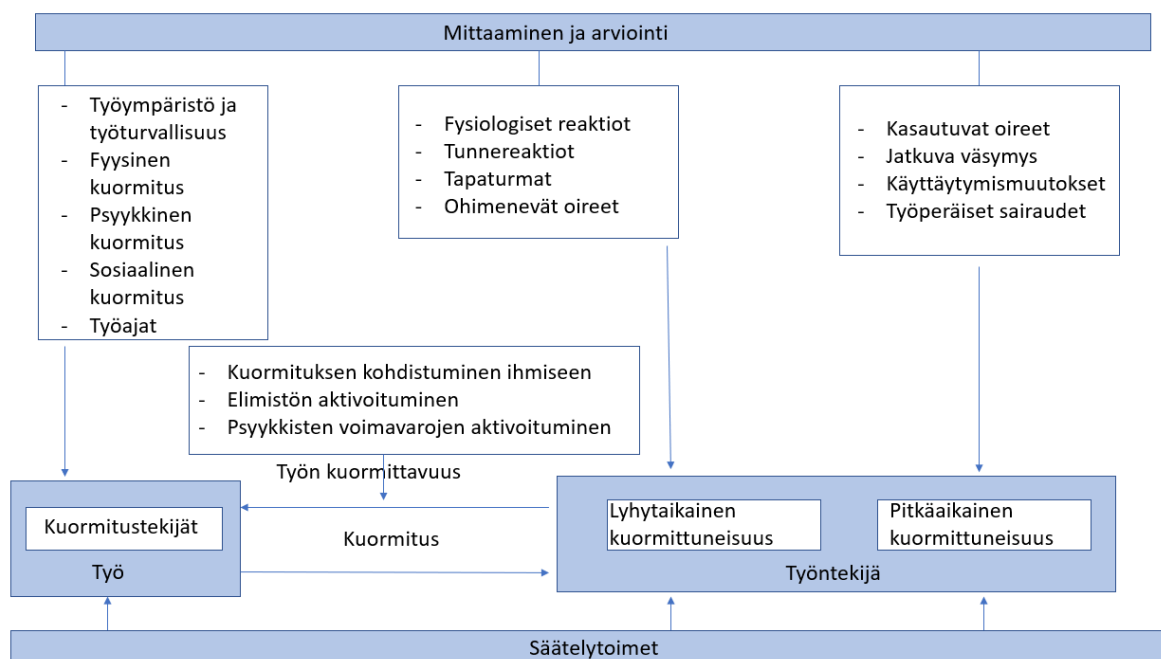 Mittaaminen ja arviointi
- Työympäristö ja
työturvallisuus
- Fyysinen
kuormitus
- Psyykkinen
kuormitus
- Sosiaalinen
kuormitus
- Työajat
- Fysiologiset reaktiot
- Tunnereaktiot
- Tapaturmat
- Ohimenevät oireet
- Kasautuvat oireet
- Jatkuva väsymys
- Käyttäytymismuutokset
- Työperäiset sairaudet
- Kuormituksen kohdistuminen ihmiseen
- Elimistön aktivoituminen
- Psyykkisten voimavarojen aktivoituminen
Työn kuormittavuus
Kuormitustekijät
Työ
Kuormitus
Lyhytaikainen
kuormittuneisuus
Pitkäaikainen
kuormittuneisuus
Työntekijä
Säätelytoimet